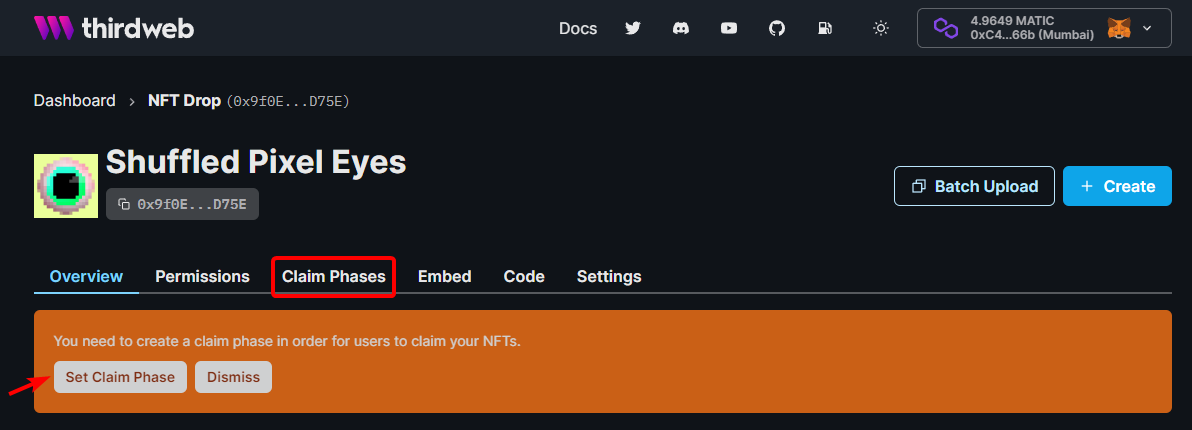 thirdweb
Docs
4.9649 MATIC
0xC4...66b (Mumbai)
Dashboard › NFT Drop (0x9f0E...D75E)
Shuffled Pixel Eyes
0x9f0E...D75E
Batch Upload
+ Create
Overview Permissions Claim Phases Embed Code Settings
You need to create a claim phase in order for users to claim your NFTs.
Set Claim Phase Dismiss